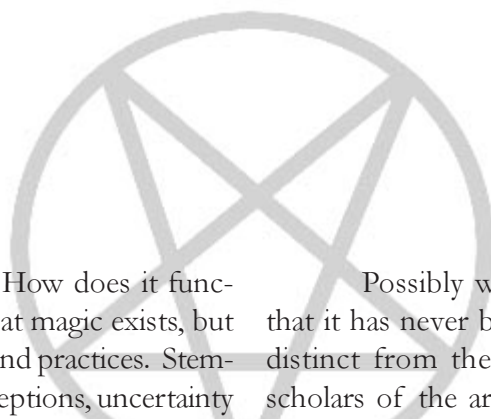 How does it func-
at magic exists, but
nd practices. Stem-
eptions, uncertainty
Possibly w
that it has never b
distinct from the
scholars of the ar